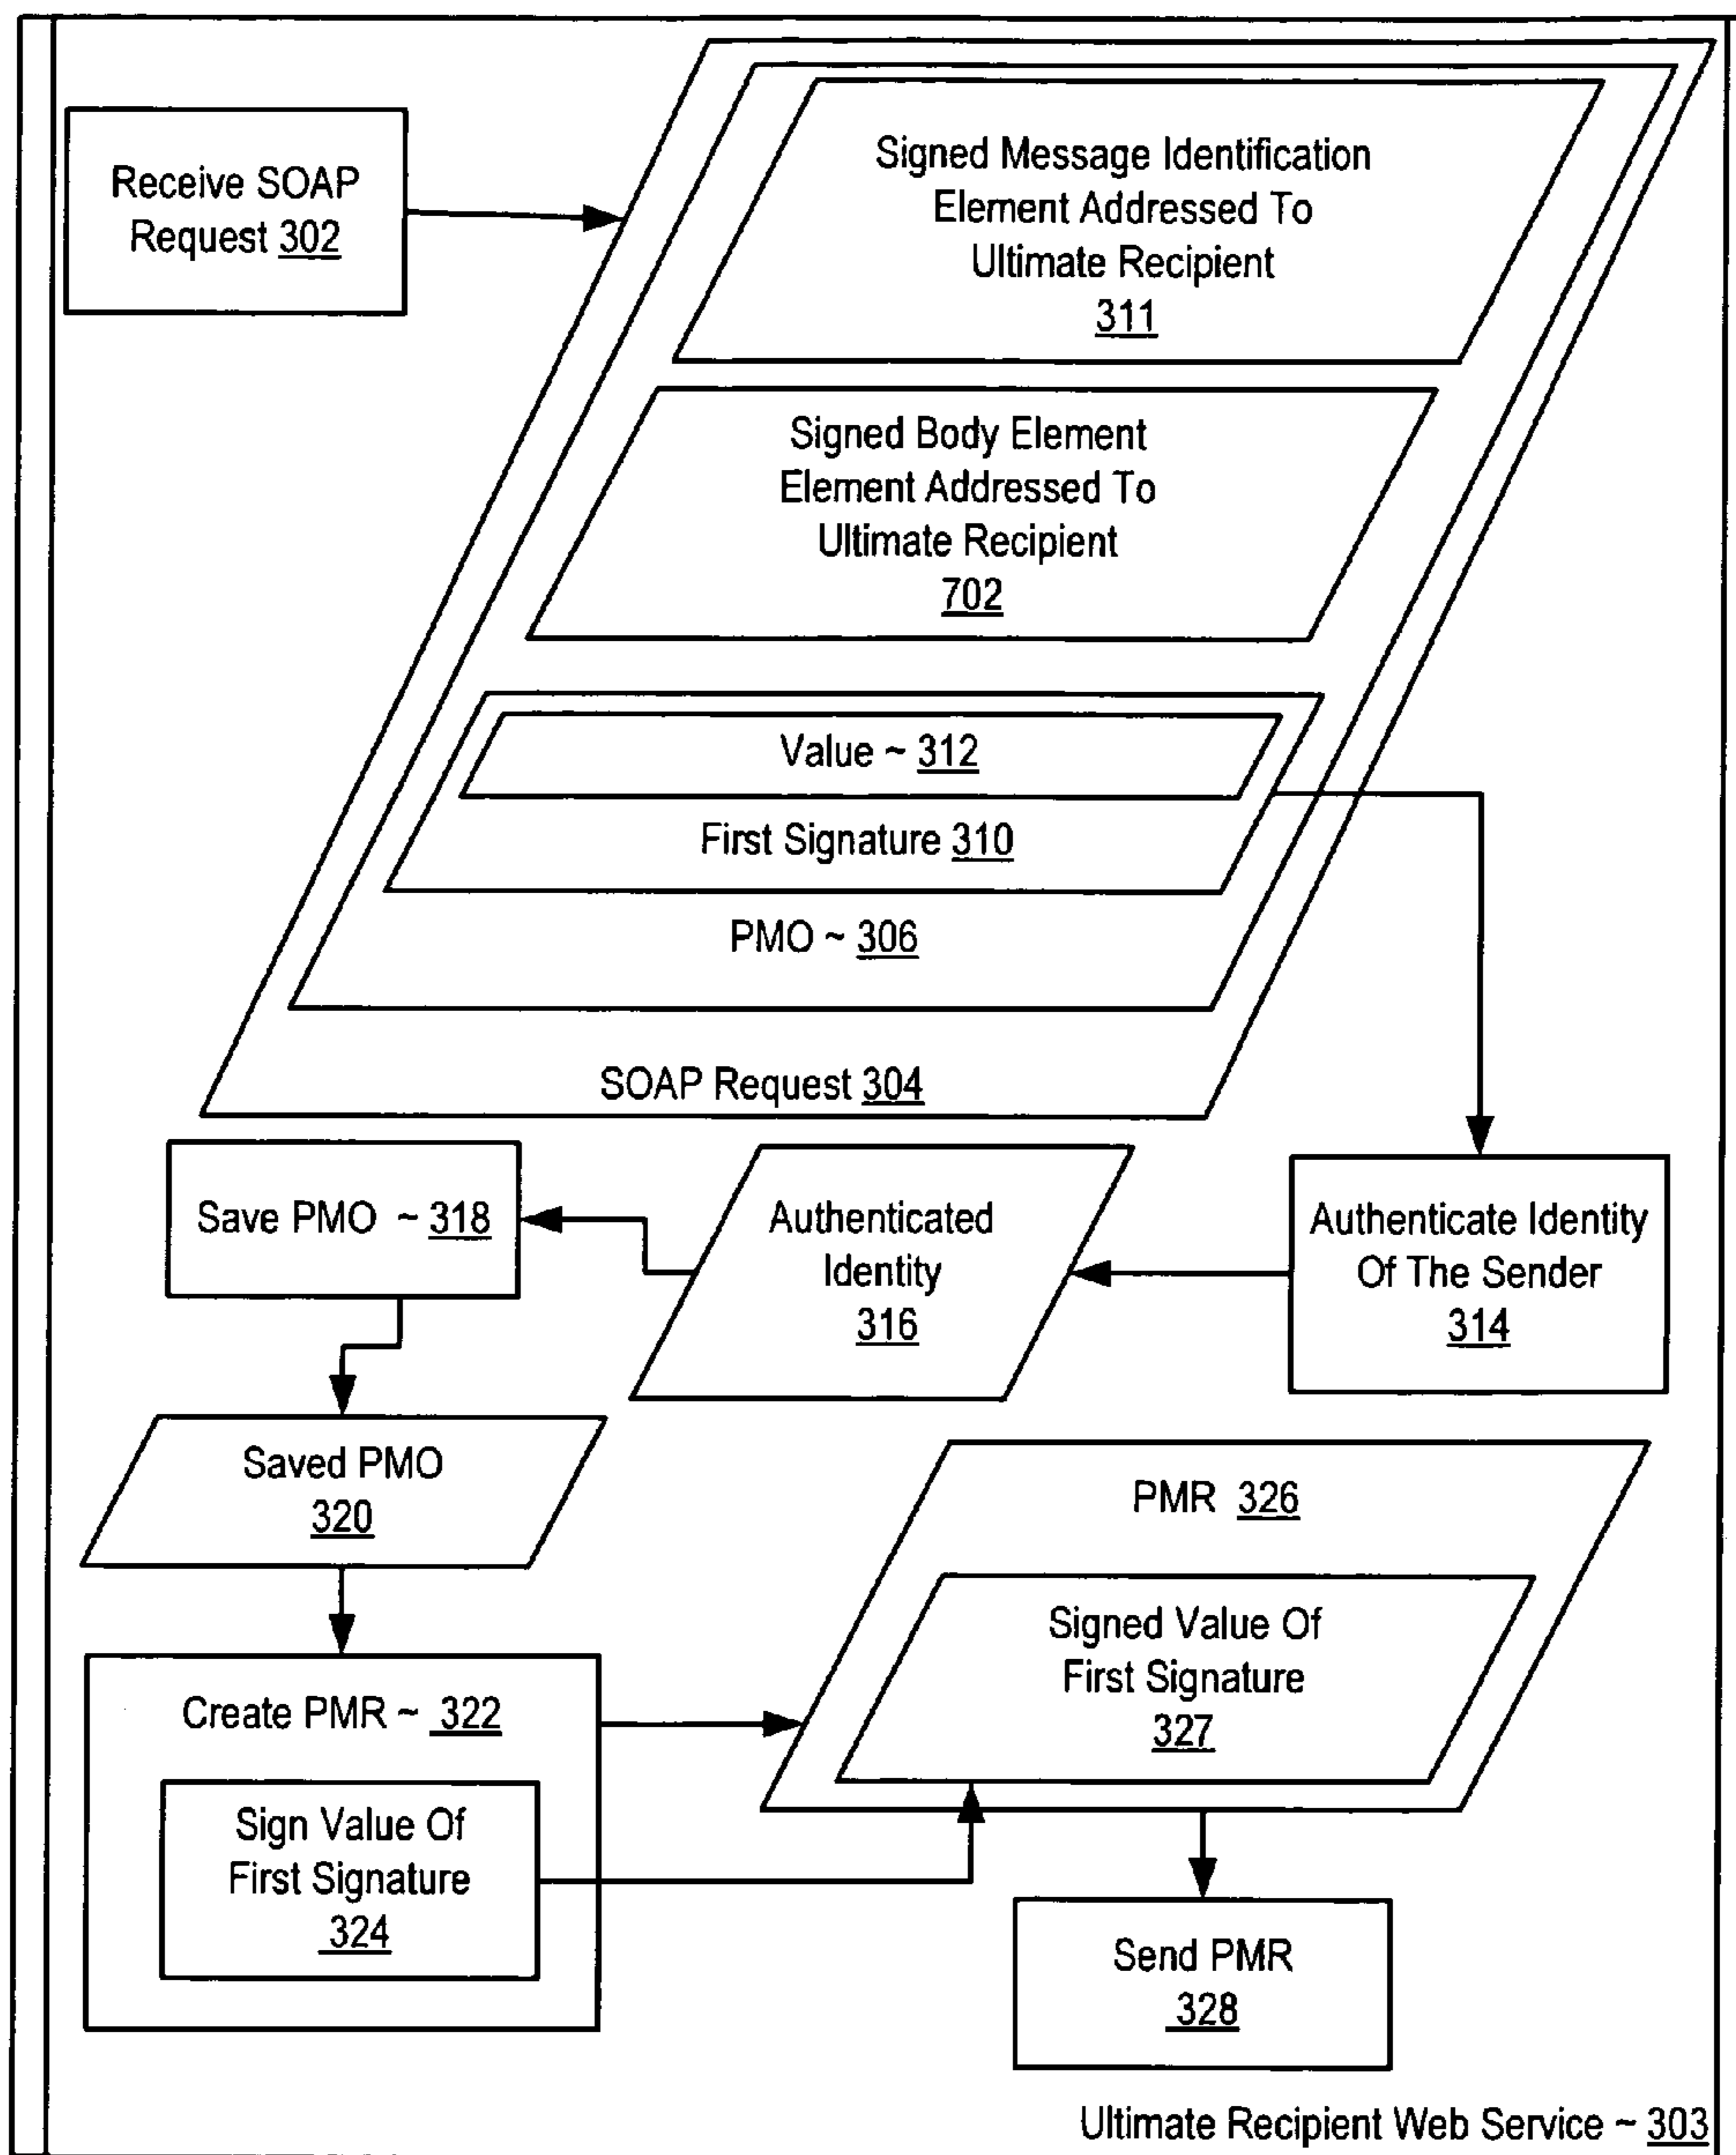 Receive SOAP
Request 302
Signed Message Identification
Element Addressed To
Ultimate Recipient
311
Signed Body Element
Element Addressed To
Ultimate Recipient
702
Value ~ 312
First Signature 310
PMO ~ 306
SOAP Request 304
Save PMO ~ 318
Authenticated
Identity
316
Authenticate Identity
Of The Sender
314
Saved PMO
320
PMR 326
Signed Value Of
First Signature
327
Create PMR ~ 322
Sign Value Of
First Signature
324
Send PMR
328
Ultimate Recipient Web Service ~ 303